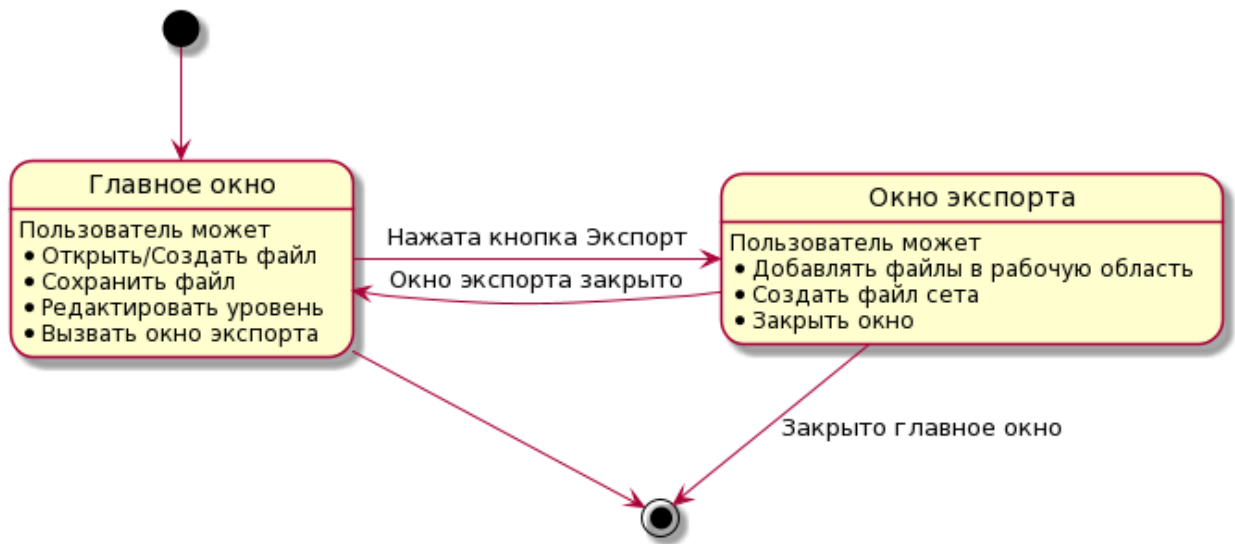 Главное окно
Пользователь может
• Открыть/Создать файл
• Сохранить файл
• Редактировать уровень
• Вызвать окно экспорта
Нажата кнопка Экспорт
Окно экспорта закрыто
Окно экспорта
Пользователь может
• Добавлять файлы в рабочую область
• Создать файл сета
• Закрыть окно
Закрыто главное окно